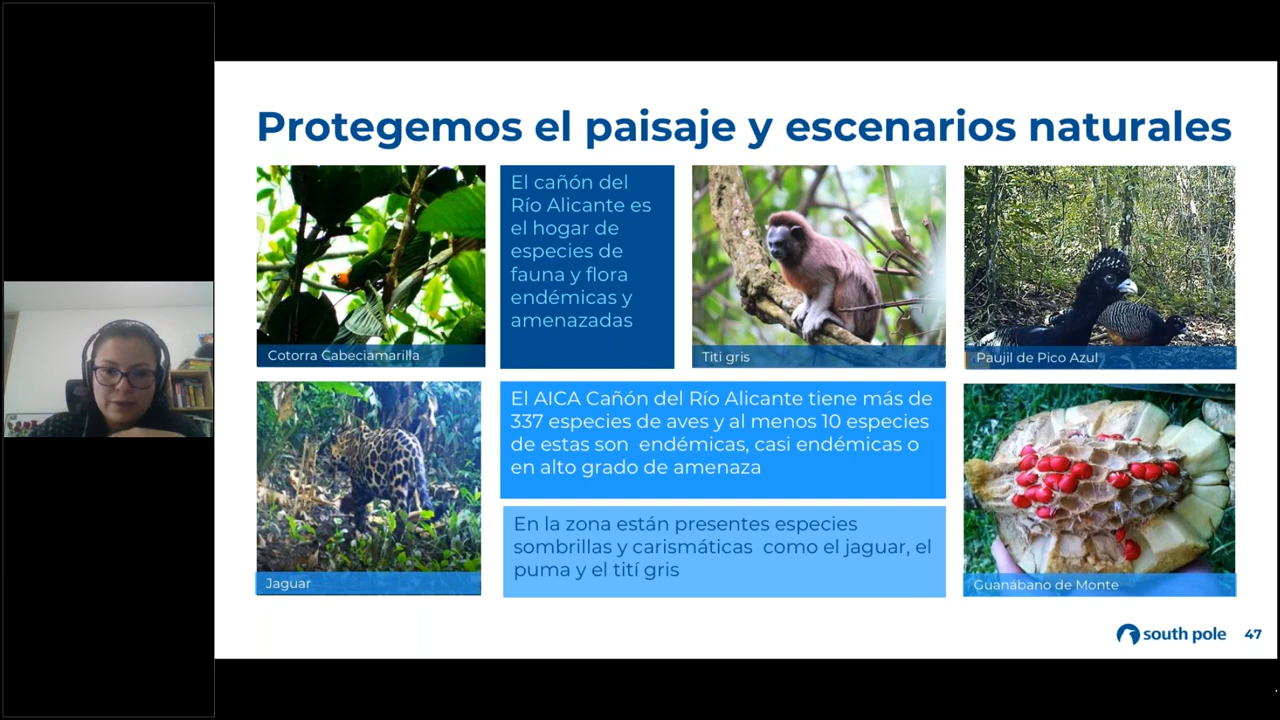 Protegemos el paisaje y escenarios naturales
Cotorra Cabeciamarilla
El cañón del
Río Alicante es
el hogar de
especies de
fauna y flora
endémicas y
amenazadas
Titi gris
Paujil de Pico Azul
Jaguar
El AICA Cañón del Río Alicante tiene más de
337 especies de aves y al menos 10 especies
de estas son endémicas, casi endémicas o
en alto grado de amenaza
En la zona están presentes especies
sombrillas y carismáticas como el jaguar, el
puma y el tití gris
Guanábano de Monte
south pole
47